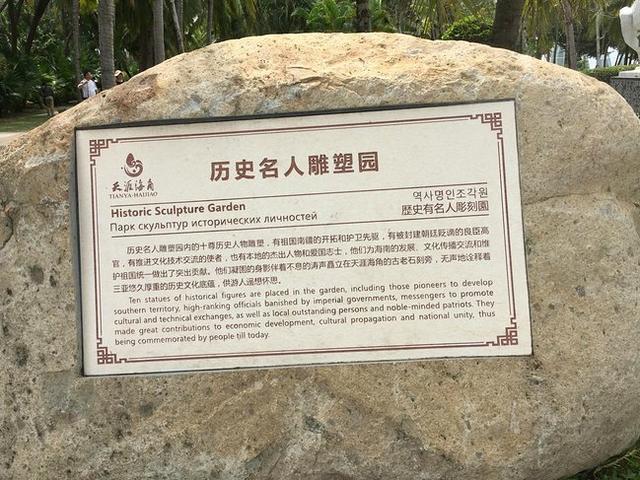 历史名人雕塑园
天涯海角
TIANYA-HAIJIAO
Historic Sculpture Garden
역사명인조각원
Парк скульптур исторических личностей
歴史有名人彫刻園
历史名人雕塑园内的十尊历史人物雕塑，有祖国南疆的开拓和护卫先驱，有被封建朝廷贬谪的良臣高
官，有推进文化技术交流的使者，也有本地的杰出人物和爱国志士，他们为海南的发展、文化传播交流和维
护祖国统一做出了突出贡献。他们凝固的身影伴着不息的涛声矗立在天涯海角的古老石刻旁，无声地诠释着
三亚悠久厚重的历史文化底蕴，供游人遥想怀思。
Ten statues of historical figures are placed in the garden, including those pioneers to develop
southern territory, high-ranking officials banished by imperial governments, messengers to promote
cultural and technical exchanges, as well as local outstanding persons and noble-minded patriots. They
made great contributions to economic development, cultural propagation and national unity, thus
being commemorated by people till today.